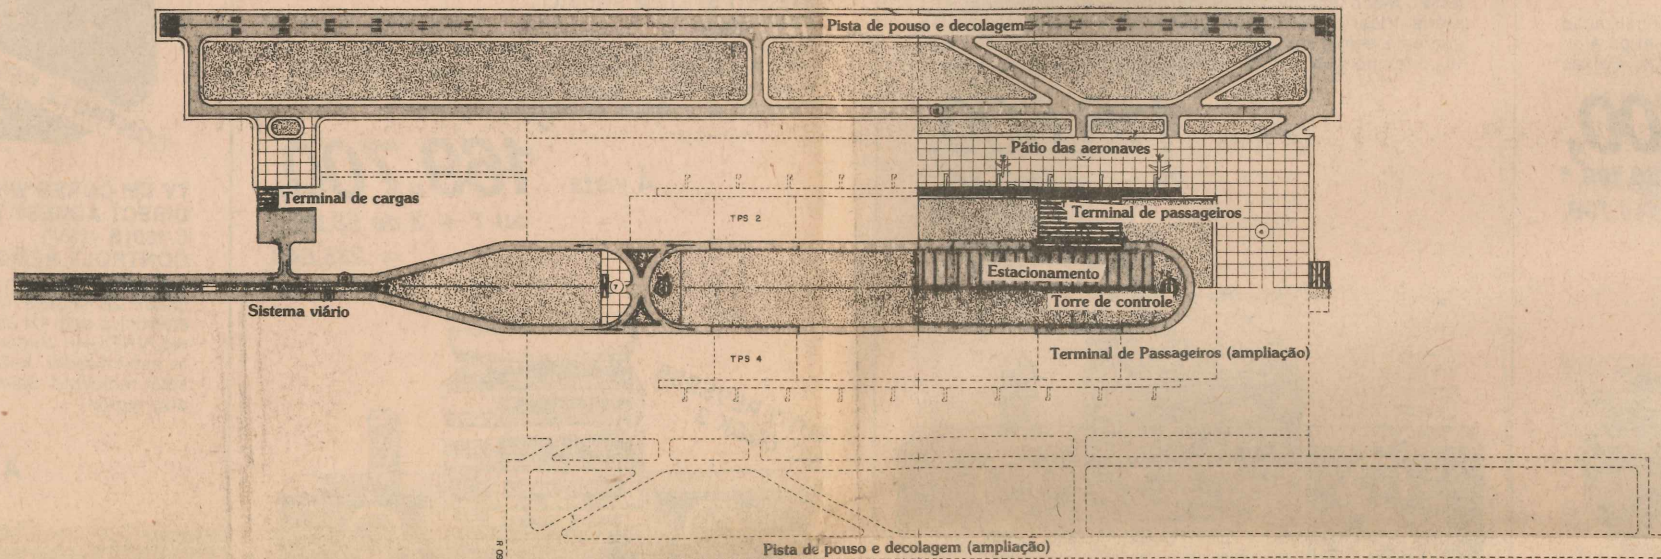 Pista de pouso e decolagem
Pátio das aeronaves
Terminal de cargas
Terminal de passageiros
TPS 2
Estacionamento
Torre de controle
Sistema viário
TPS 4
Terminal de Passageiros (ampliação)
Pista de pouso e decolagem (ampliação)